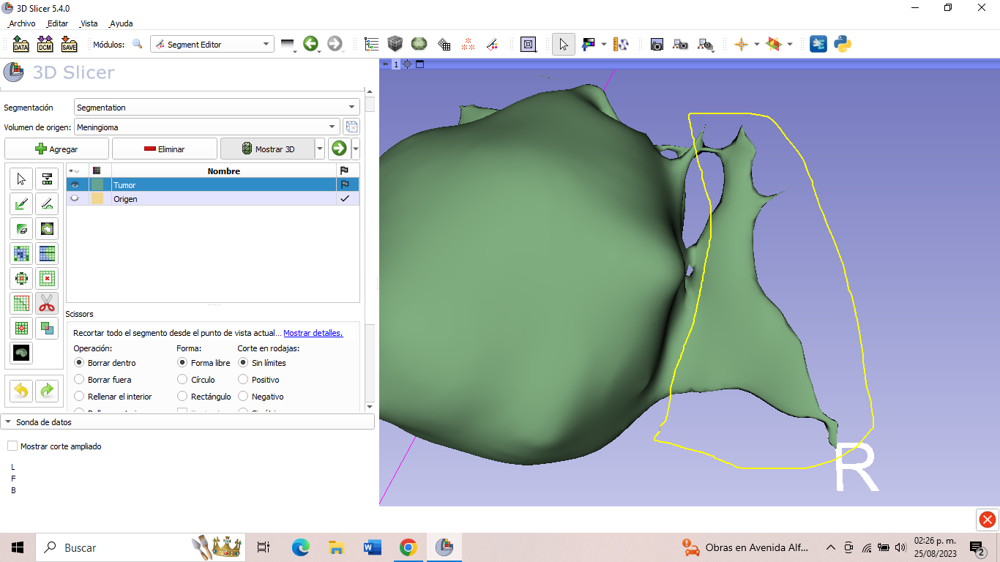 3D Slicer 5.4.0
Archivo Editar Vista Ayuda
DATA DCM SAVE Módulos: Segment Editor
3D Slicer
1
Segmentación Segmentation
Volumen de origen: Meningioma
Agregar Eliminar Mostrar 3D
Nombre
Tumor
Origen
Scissors
Recortar todo el segmento desde el punto de vista actual... Mostrar detalles.
Operación: Forma: Corte en rodajas:
Borrar dentro Forma libre Sin límites
Borrar fuera Círculo Positivo
Rellenar el interior Rectángulo Negativo
Sonda de datos
Mostrar corte ampliado
L
F
B
R
Buscar
Obras en Avenida Alf...
02:26 p. m.
25/08/2023
2